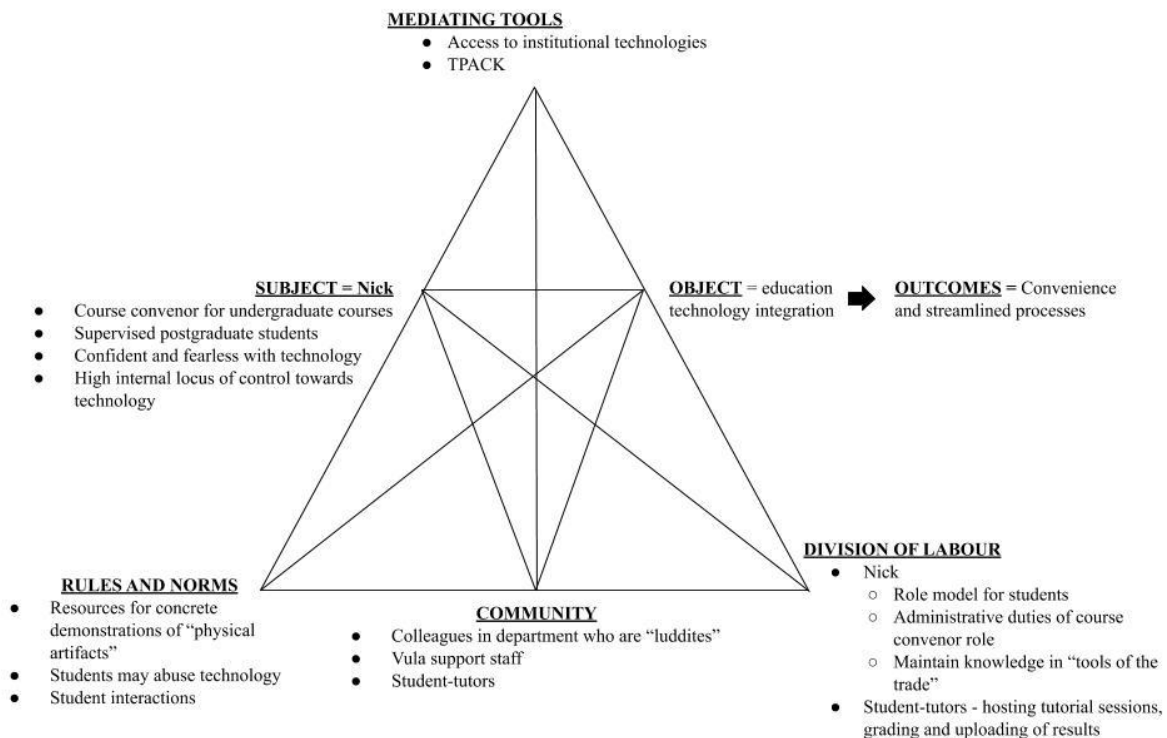 MEDIATING TOOLS
● Access to institutional technologies
● TPACK
SUBJECT = Nick
● Course convenor for undergraduate courses
● Supervised postgraduate students
● Confident and fearless with technology
● High internal locus of control towards
technology
OBJECT = education
technology integration
OUTCOMES = Convenience
and streamlined processes
RULES AND NORMS
● Resources for concrete
demonstrations of “physical
artifacts”
● Students may abuse technology
● Student interactions
COMMUNITY
● Colleagues in department who are “luddites”
● Vula support staff
● Student-tutors
DIVISION OF LABOUR
● Nick
○ Role model for students
○ Administrative duties of course
convenor role
○ Maintain knowledge in “tools of the
trade”
● Student-tutors - hosting tutorial sessions,
grading and uploading of results